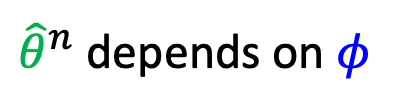 θ̂ⁿ depends on ϕ